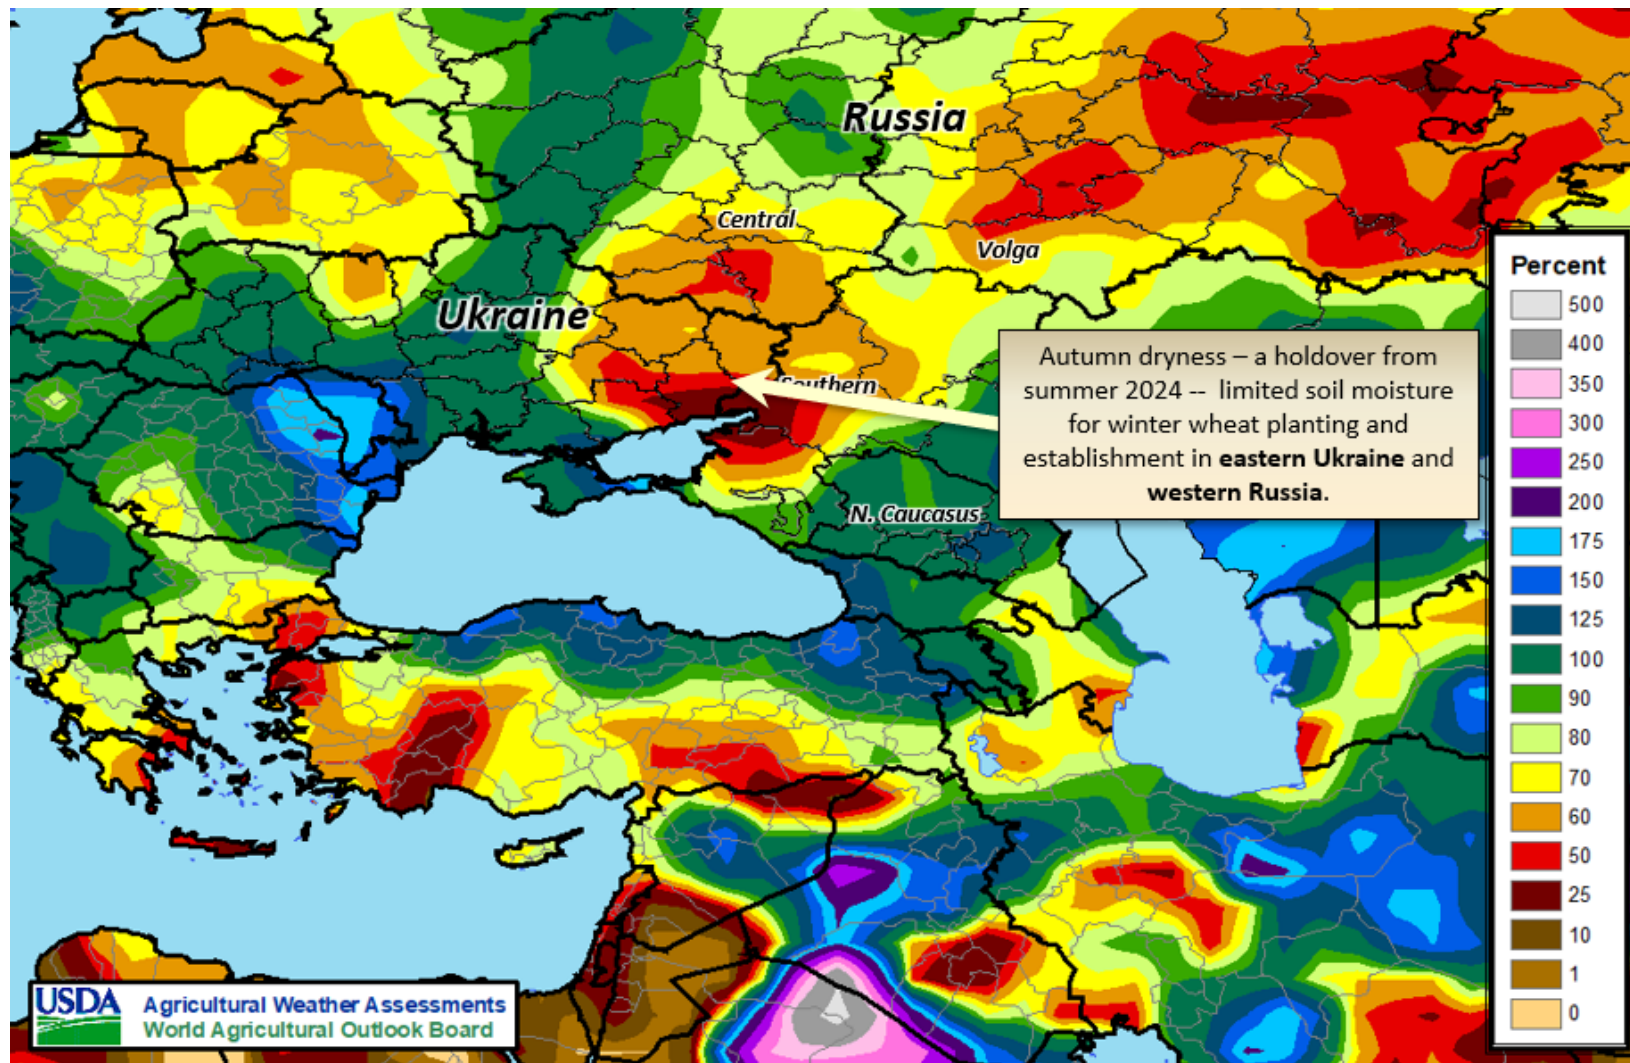 Russia
Central
Volga
Ukraine
Southern
N. Caucasus
Autumn dryness – a holdover from
summer 2024 -- limited soil moisture
for winter wheat planting and
establishment in eastern Ukraine and
western Russia.
Percent
500
400
350
300
250
200
175
150
125
100
90
80
70
60
50
25
10
1
0
USDA
Agricultural Weather Assessments
World Agricultural Outlook Board